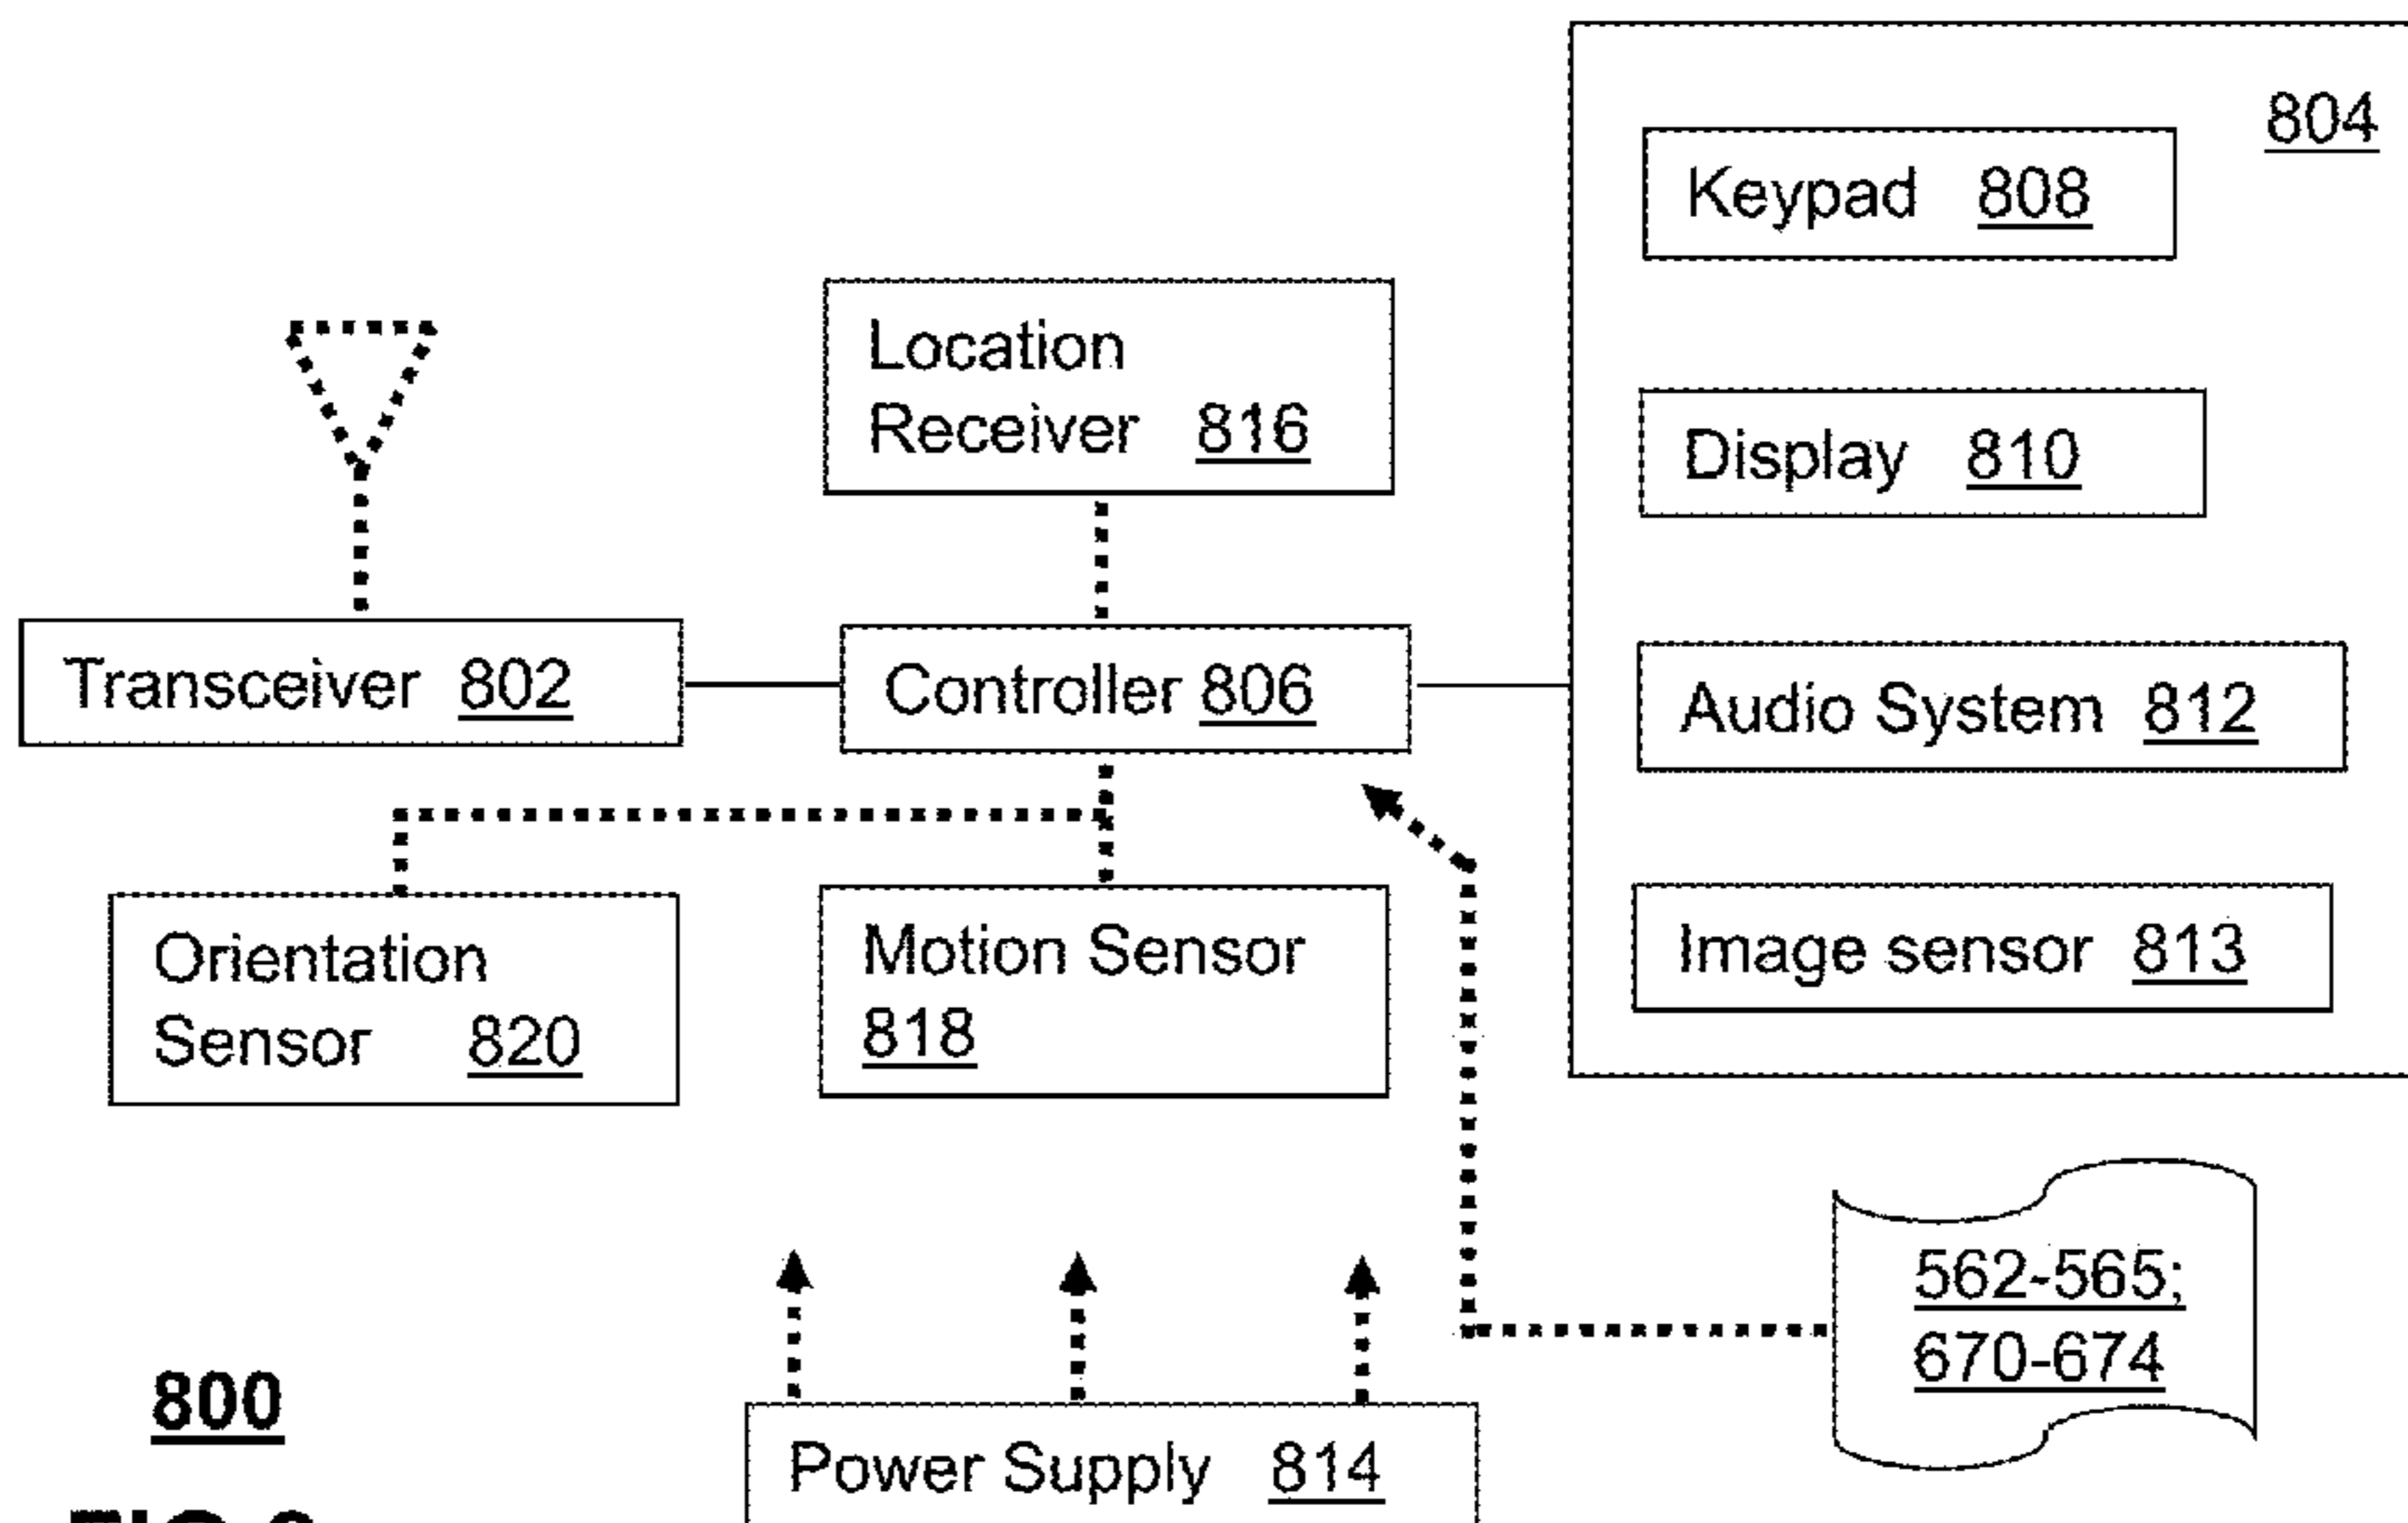 804
Keypad 808
Location
Receiver 816
Display 810
Transceiver 802
Controller 806
Audio System 812
Orientation
Sensor 820
Motion Sensor
818
Image sensor 813
562-565;
670-674
800
Power Supply 814